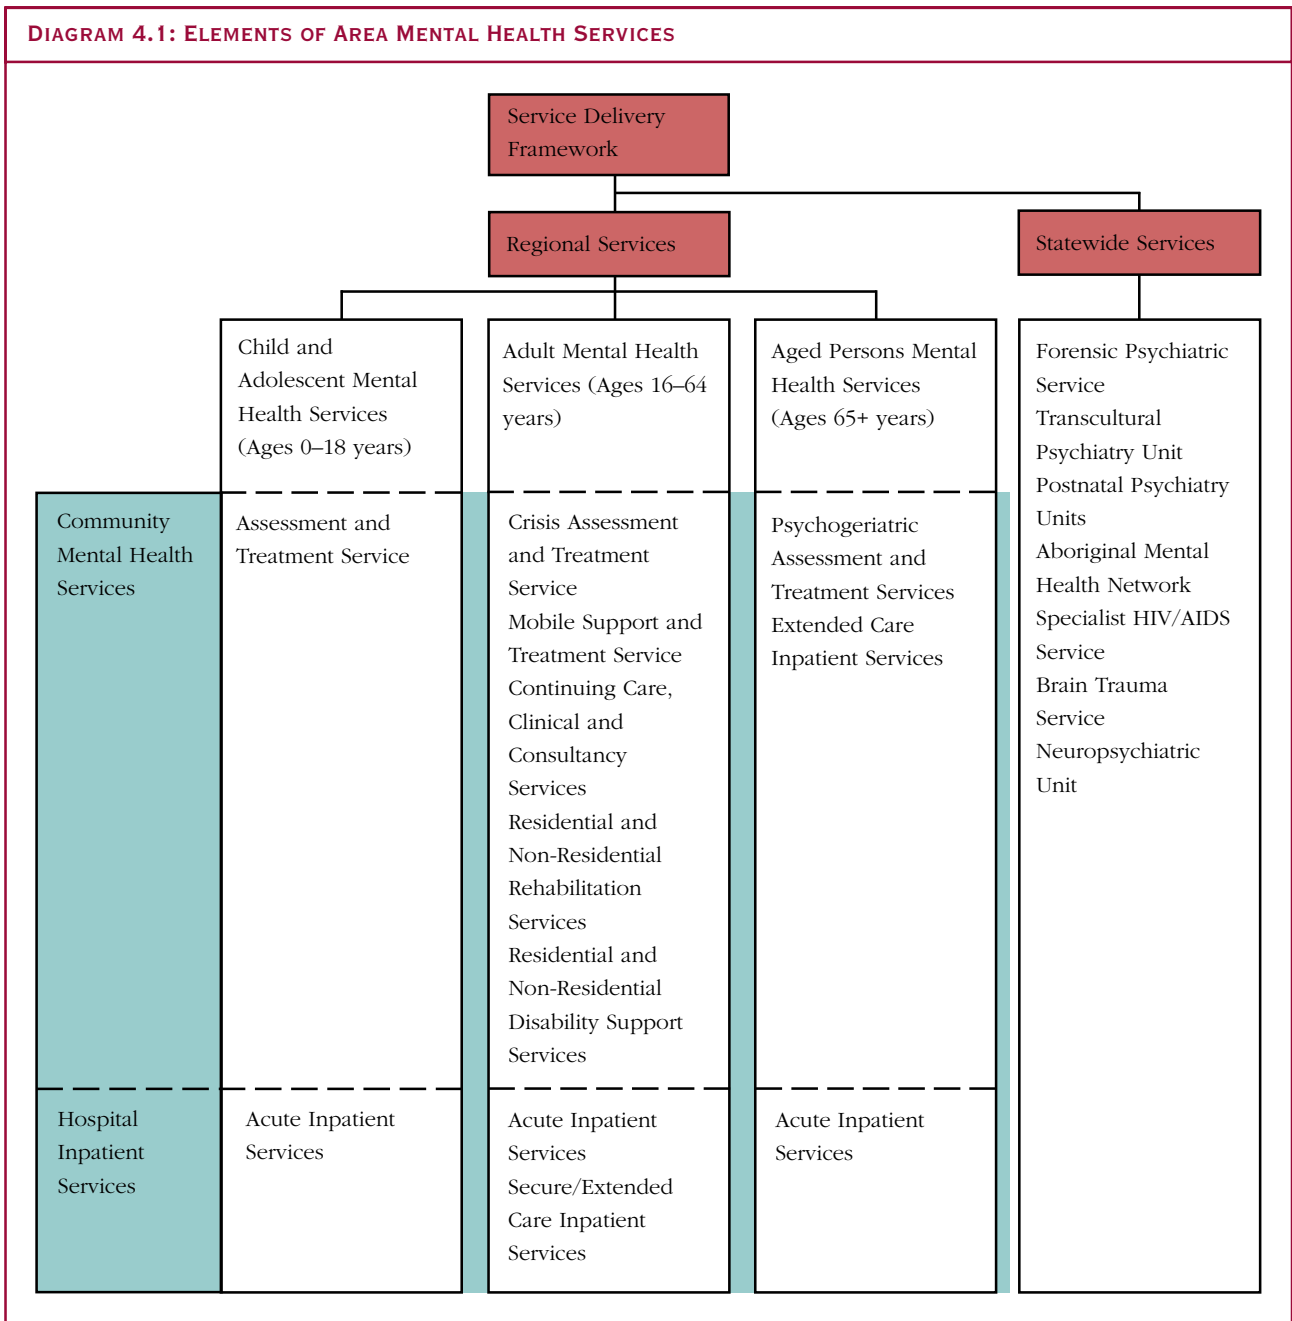 DIAGRAM 4.1: ELEMENTS OF AREA MENTAL HEALTH SERVICES
Service Delivery
Framework
Regional Services
Statewide Services
Child and
Adolescent Mental
Health Services
(Ages 0–18 years)
Adult Mental Health
Services (Ages 16–64
years)
Aged Persons Mental
Health Services
(Ages 65+ years)
Forensic Psychiatric
Service
Transcultural
Psychiatry Unit
Postnatal Psychiatry
Units
Aboriginal Mental
Health Network
Specialist HIV/AIDS
Service
Brain Trauma
Service
Neuropsychiatric
Unit
Community
Mental Health
Services
Assessment and
Treatment Service
Crisis Assessment
and Treatment
Service
Mobile Support and
Treatment Service
Continuing Care,
Clinical and
Consultancy
Services
Residential and
Non-Residential
Rehabilitation
Services
Residential and
Non-Residential
Disability Support
Services
Psychogeriatric
Assessment and
Treatment Services
Extended Care
Inpatient Services
Hospital
Inpatient
Services
Acute Inpatient
Services
Acute Inpatient
Services
Secure/Extended
Care Inpatient
Services
Acute Inpatient
Services